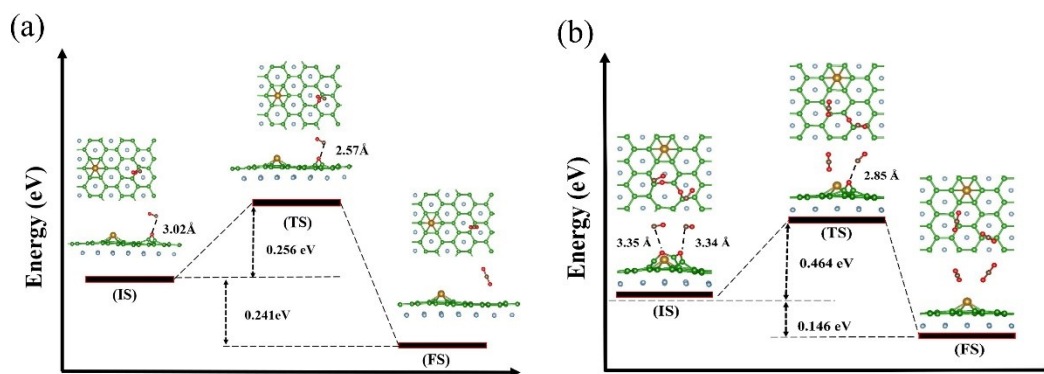 (a)
Energy (eV)
2.57Å
(TS)
3.02Å
0.256 eV
(IS)
0.241eV
(FS)
(b)
Energy (eV)
2.85 Å
(TS)
3.35 Å
3.34 Å
0.464 eV
(IS)
0.146 eV
(FS)